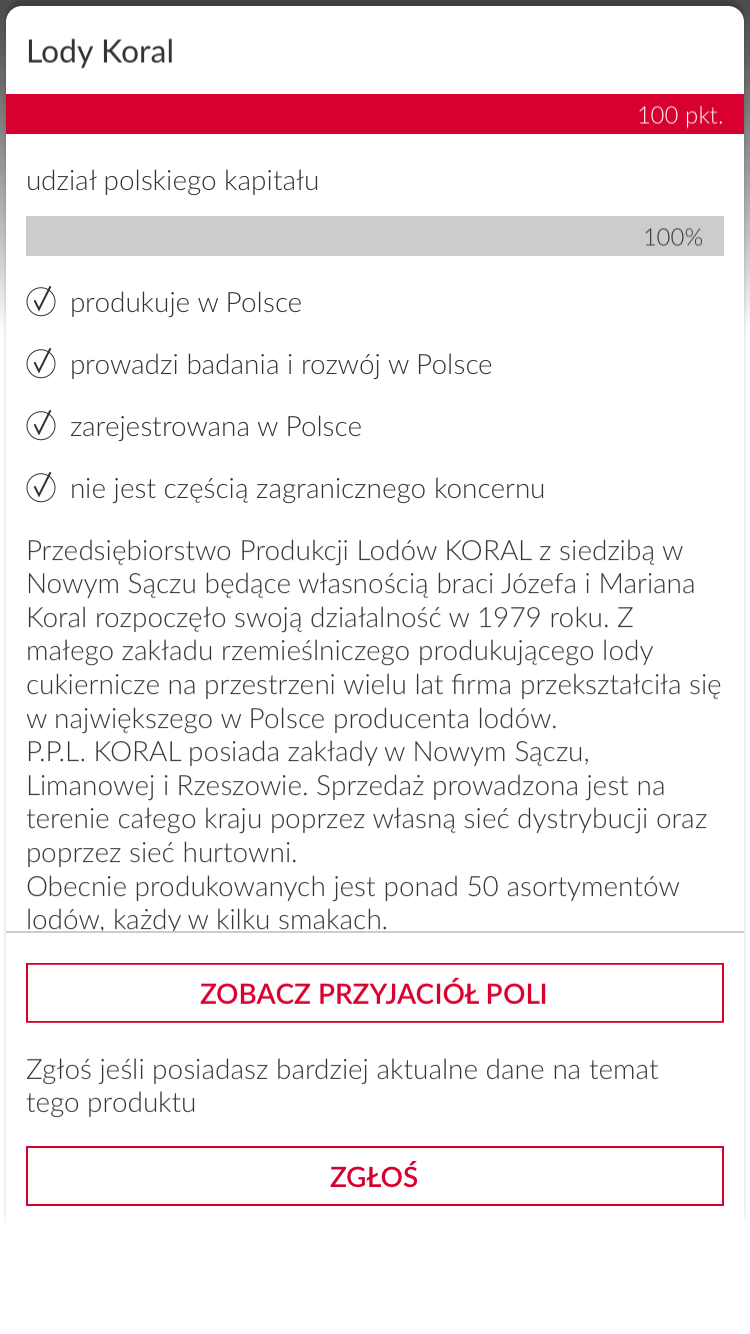 Lody Koral
100 pkt.
udział polskiego kapitału
100%
produkuje w Polsce
prowadzi badania i rozwój w Polsce
zarejestrowana w Polsce
nie jest częścią zagranicznego koncernu
Przedsiębiorstwo Produkcji Lodów KORAL z siedzibą w
Nowym Sączu będące własnością braci Józefa i Mariana
Koral rozpoczęło swoją działalność w 1979 roku. Z
małego zakładu rzemieślniczego produkującego lody
cukiernicze na przestrzeni wielu lat firma przekształciła się
w największego w Polsce producenta lodów.
P.P.L. KORAL posiada zakłady w Nowym Sączu,
Limanowej i Rzeszowie. Sprzedaż prowadzona jest na
terenie całego kraju poprzez własną sieć dystrybucji oraz
poprzez sieć hurtowni.
Obecnie produkowanych jest ponad 50 asortymentów
lodów, każdy w kilku smakach.
ZOBACZ PRZYJACIÓŁ POLI
Zgłoś jeśli posiadasz bardziej aktualne dane na temat
tego produktu
ZGŁOŚ